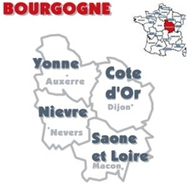 BOURGOGNE
Yonne
Auxerre
Cote
d'Or
Dijon
Nievre
Nevers
Saone
et Loire
Macon